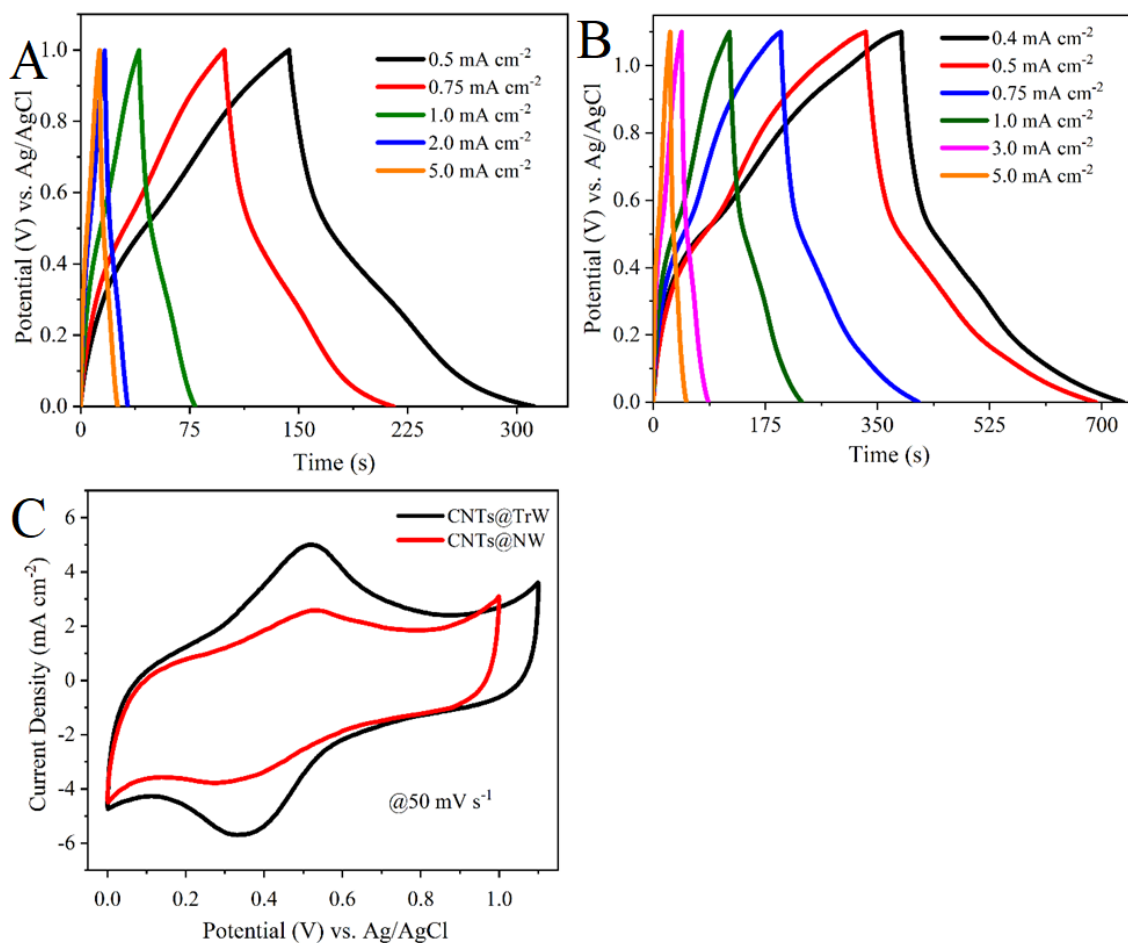 A
1.0
0.8
0.6
0.4
0.2
0.0
Potential (V) vs. Ag/AgCl
0.5 mA cm⁻²
0.75 mA cm⁻²
1.0 mA cm⁻²
2.0 mA cm⁻²
5.0 mA cm⁻²
0 75 150 225 300
Time (s)
B
1.0
0.8
0.6
0.4
0.2
0.0
Potential (V) vs. Ag/AgCl
0.4 mA cm⁻²
0.5 mA cm⁻²
0.75 mA cm⁻²
1.0 mA cm⁻²
3.0 mA cm⁻²
5.0 mA cm⁻²
0 175 350 525 700
Time (s)
C
6
4
2
0
-2
-4
-6
Current Density (mA cm⁻²)
CNTs@TrW
CNTs@NW
@50 mV s⁻¹
0.0 0.2 0.4 0.6 0.8 1.0
Potential (V) vs. Ag/AgCl